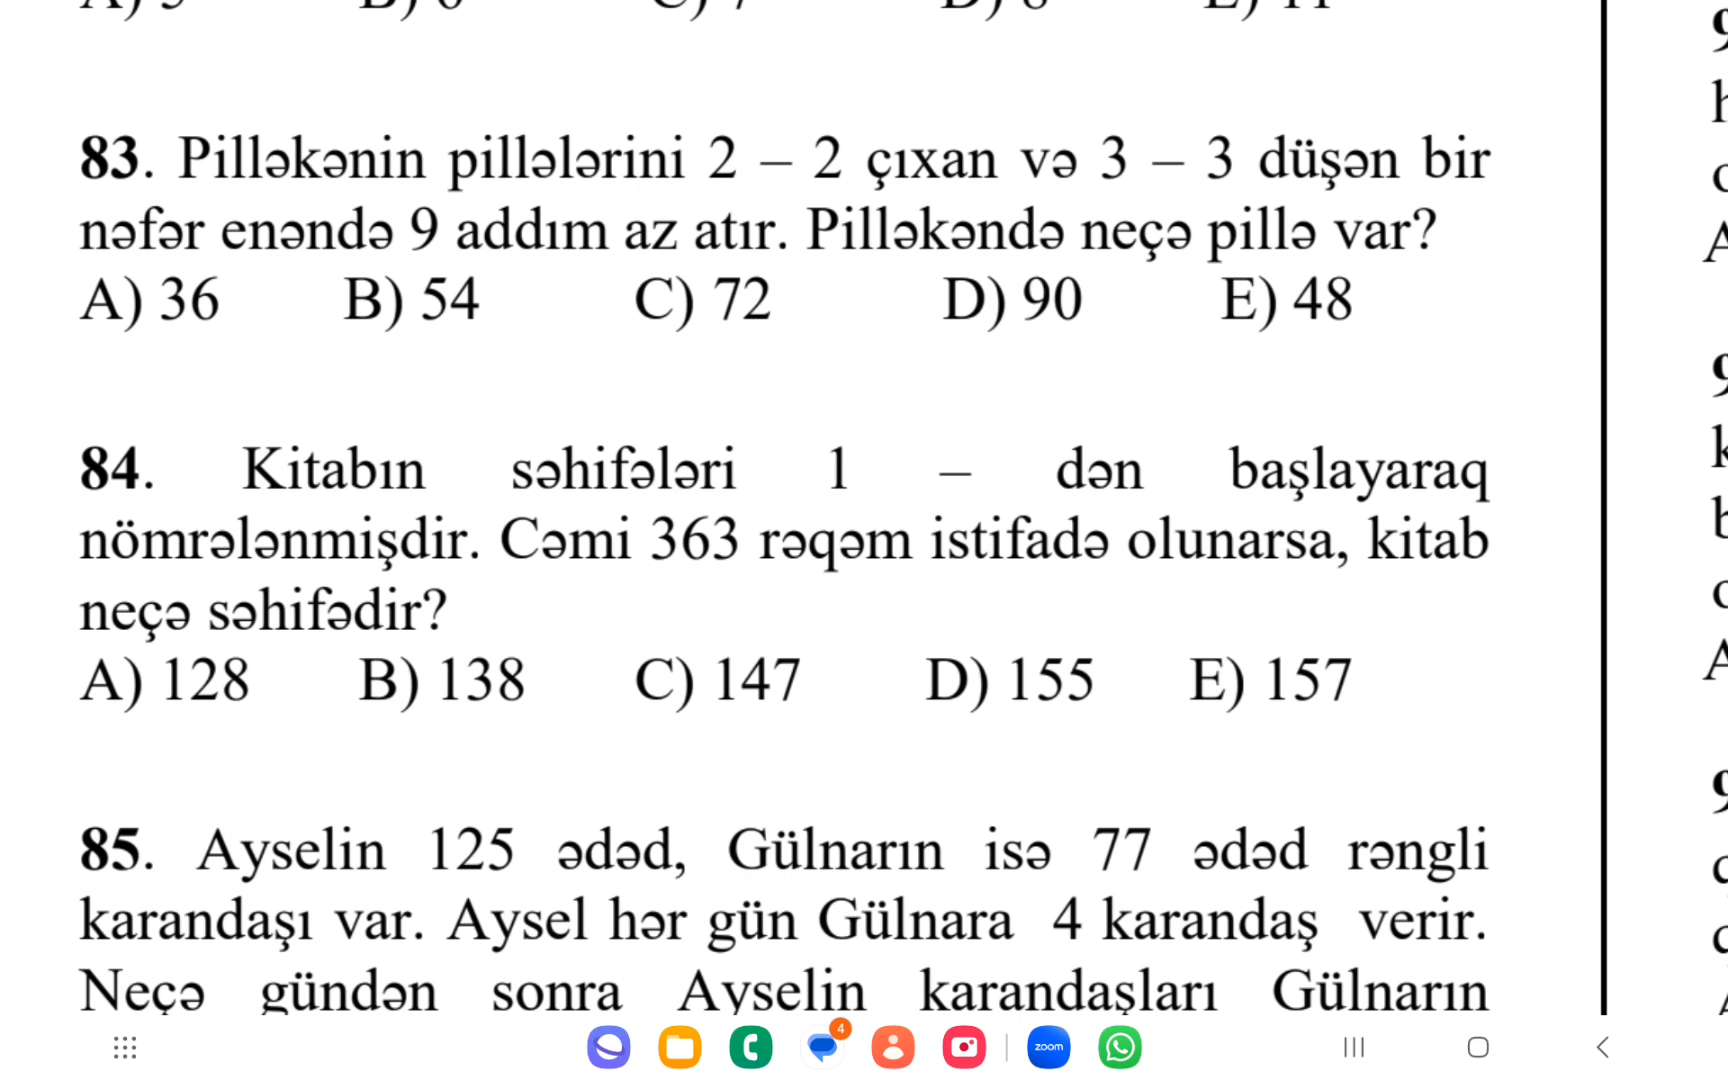 83. Pilləkənin pillələrini 2 – 2 çıxan və 3 – 3 düşən bir
nəfər enəndə 9 addım az atır. Pilləkəndə neçə pillə var?
A) 36 B) 54 C) 72 D) 90 E) 48
84. Kitabın səhifələri 1 – dən başlayaraq
nömrələnmişdir. Cəmi 363 rəqəm istifadə olunarsa, kitab
neçə səhifədir?
A) 128 B) 138 C) 147 D) 155 E) 157
85. Ayselin 125 ədəd, Gülnarın isə 77 ədəd rəngli
karandaşı var. Aysel hər gün Gülnara 4 karandaş verir.
Neçə gündən sonra Ayselin karandaşları Gülnarın
4
zoom